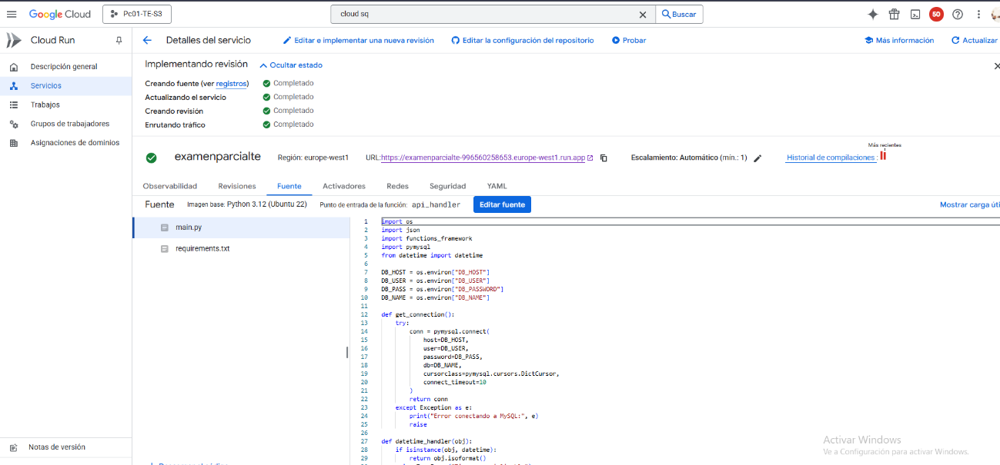 Google Cloud
Pc01-TE-S3
cloud sq
Buscar
50
Cloud Run
Detalles del servicio
Editar e implementar una nueva revisión
Editar la configuración del repositorio
Probar
Más información
Actualizar
Descripción general
Servicios
Trabajos
Grupos de trabajadores
Asignaciones de dominios
Notas de versión
Implementando revisión
Ocultar estado
Creando fuente (ver registros) Completado
Actualizando el servicio Completado
Creando revisión Completado
Enrutando tráfico Completado
Más recientes
examenparcialte Región: europe-west1 URL:https://examenparcialte-996560258653.europe-west1.run.app Escalamiento: Automático (mín.: 1) Historial de compilaciones :
Observabilidad Revisiones Fuente Activadores Redes Seguridad YAML
Fuente Imagen base: Python 3.12 (Ubuntu 22) Punto de entrada de la función: api_handler Editar fuente Mostrar carga úti
main.py
requirements.txt
1 import os
2 import json
3 import functions_framework
4 import pymysql
5 from datetime import datetime
6
7 DB_HOST = os.environ["DB_HOST"]
8 DB_USER = os.environ["DB_USER"]
9 DB_PASS = os.environ["DB_PASSWORD"]
10 DB_NAME = os.environ["DB_NAME"]
11
12 def get_connection():
13 try:
14 conn = pymysql.connect(
15 host=DB_HOST,
16 user=DB_USER,
17 password=DB_PASS,
18 db=DB_NAME,
19 cursorclass=pymysql.cursors.DictCursor,
20 connect_timeout=10
21 )
22 return conn
23 except Exception as e:
24 print("Error conectando a MySQL:", e)
25 raise
26
27 def datetime_handler(obj):
28 if isinstance(obj, datetime):
29 return obj.isoformat()
Activar Windows
Ve a Configuración para activar Windows.